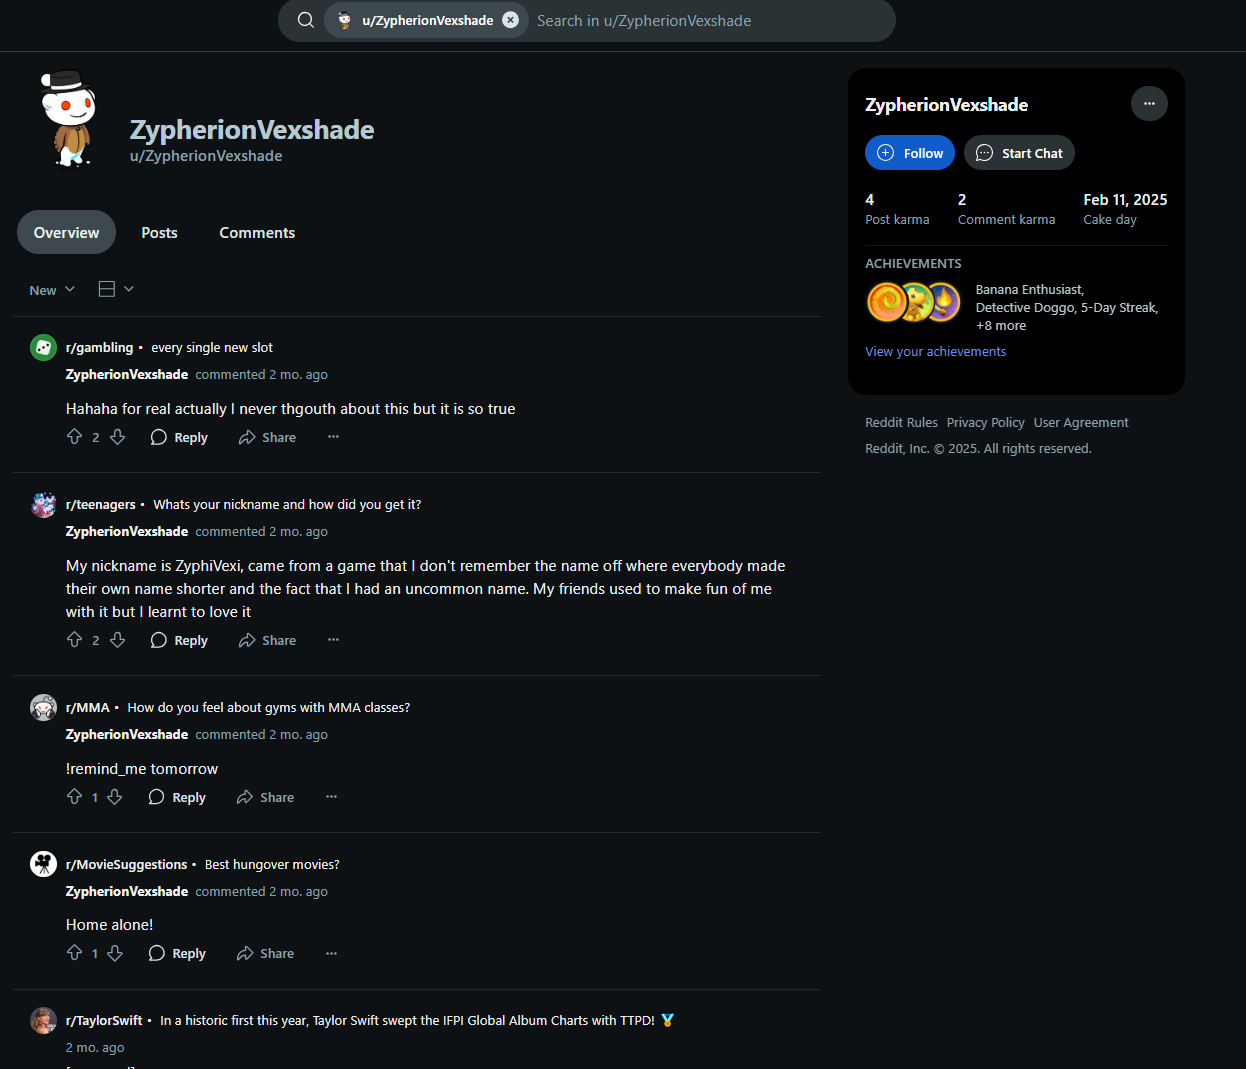 u/ZypherionVexshade Search in u/ZypherionVexshade
ZypherionVexshade
u/ZypherionVexshade
Overview Posts Comments
New
r/gambling • every single new slot
ZypherionVexshade commented 2 mo. ago
Hahaha for real actually I never thgouth about this but it is so true
2 Reply Share
r/teenagers • Whats your nickname and how did you get it?
ZypherionVexshade commented 2 mo. ago
My nickname is ZyphiVexi, came from a game that I don't remember the name off where everybody made
their own name shorter and the fact that I had an uncommon name. My friends used to make fun of me
with it but I learnt to love it
2 Reply Share
r/MMA • How do you feel about gyms with MMA classes?
ZypherionVexshade commented 2 mo. ago
!remind_me tomorrow
1 Reply Share
r/MovieSuggestions • Best hungover movies?
ZypherionVexshade commented 2 mo. ago
Home alone!
1 Reply Share
r/TaylorSwift • In a historic first this year, Taylor Swift swept the IFPI Global Album Charts with TTPD! 🏅
2 mo. ago
ZypherionVexshade
Follow Start Chat
4 2 Feb 11, 2025
Post karma Comment karma Cake day
ACHIEVEMENTS
Banana Enthusiast,
Detective Doggo, 5-Day Streak,
+8 more
View your achievements
Reddit Rules Privacy Policy User Agreement
Reddit, Inc. © 2025. All rights reserved.